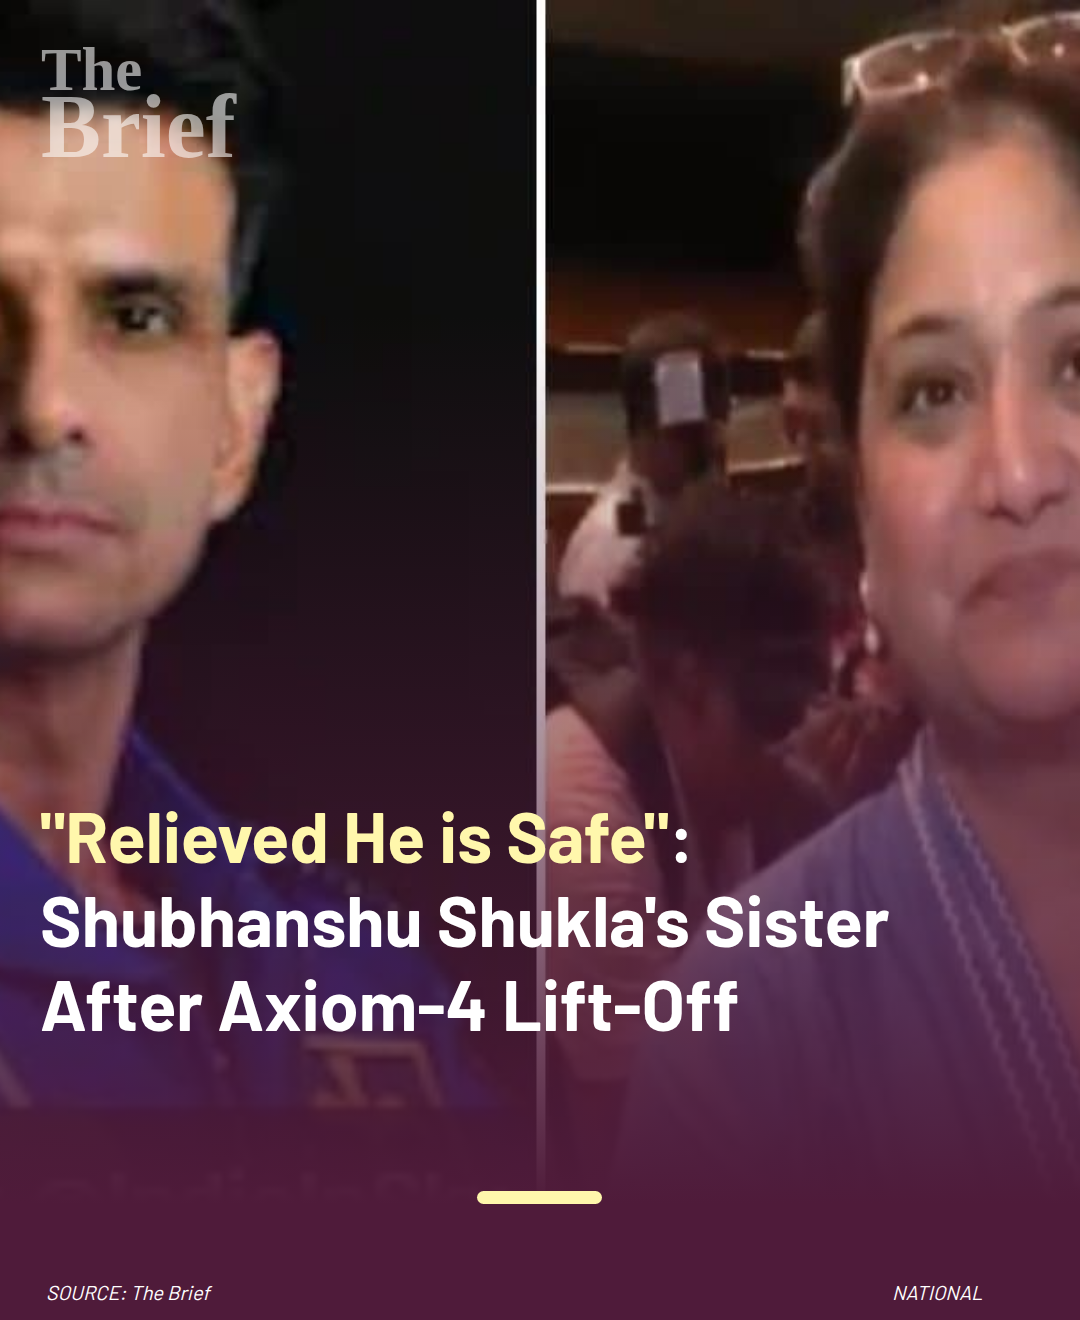 The
Brief
"Relieved He is Safe":
Shubhanshu Shukla's Sister
After Axiom-4 Lift-Off
SOURCE: The Brief
NATIONAL